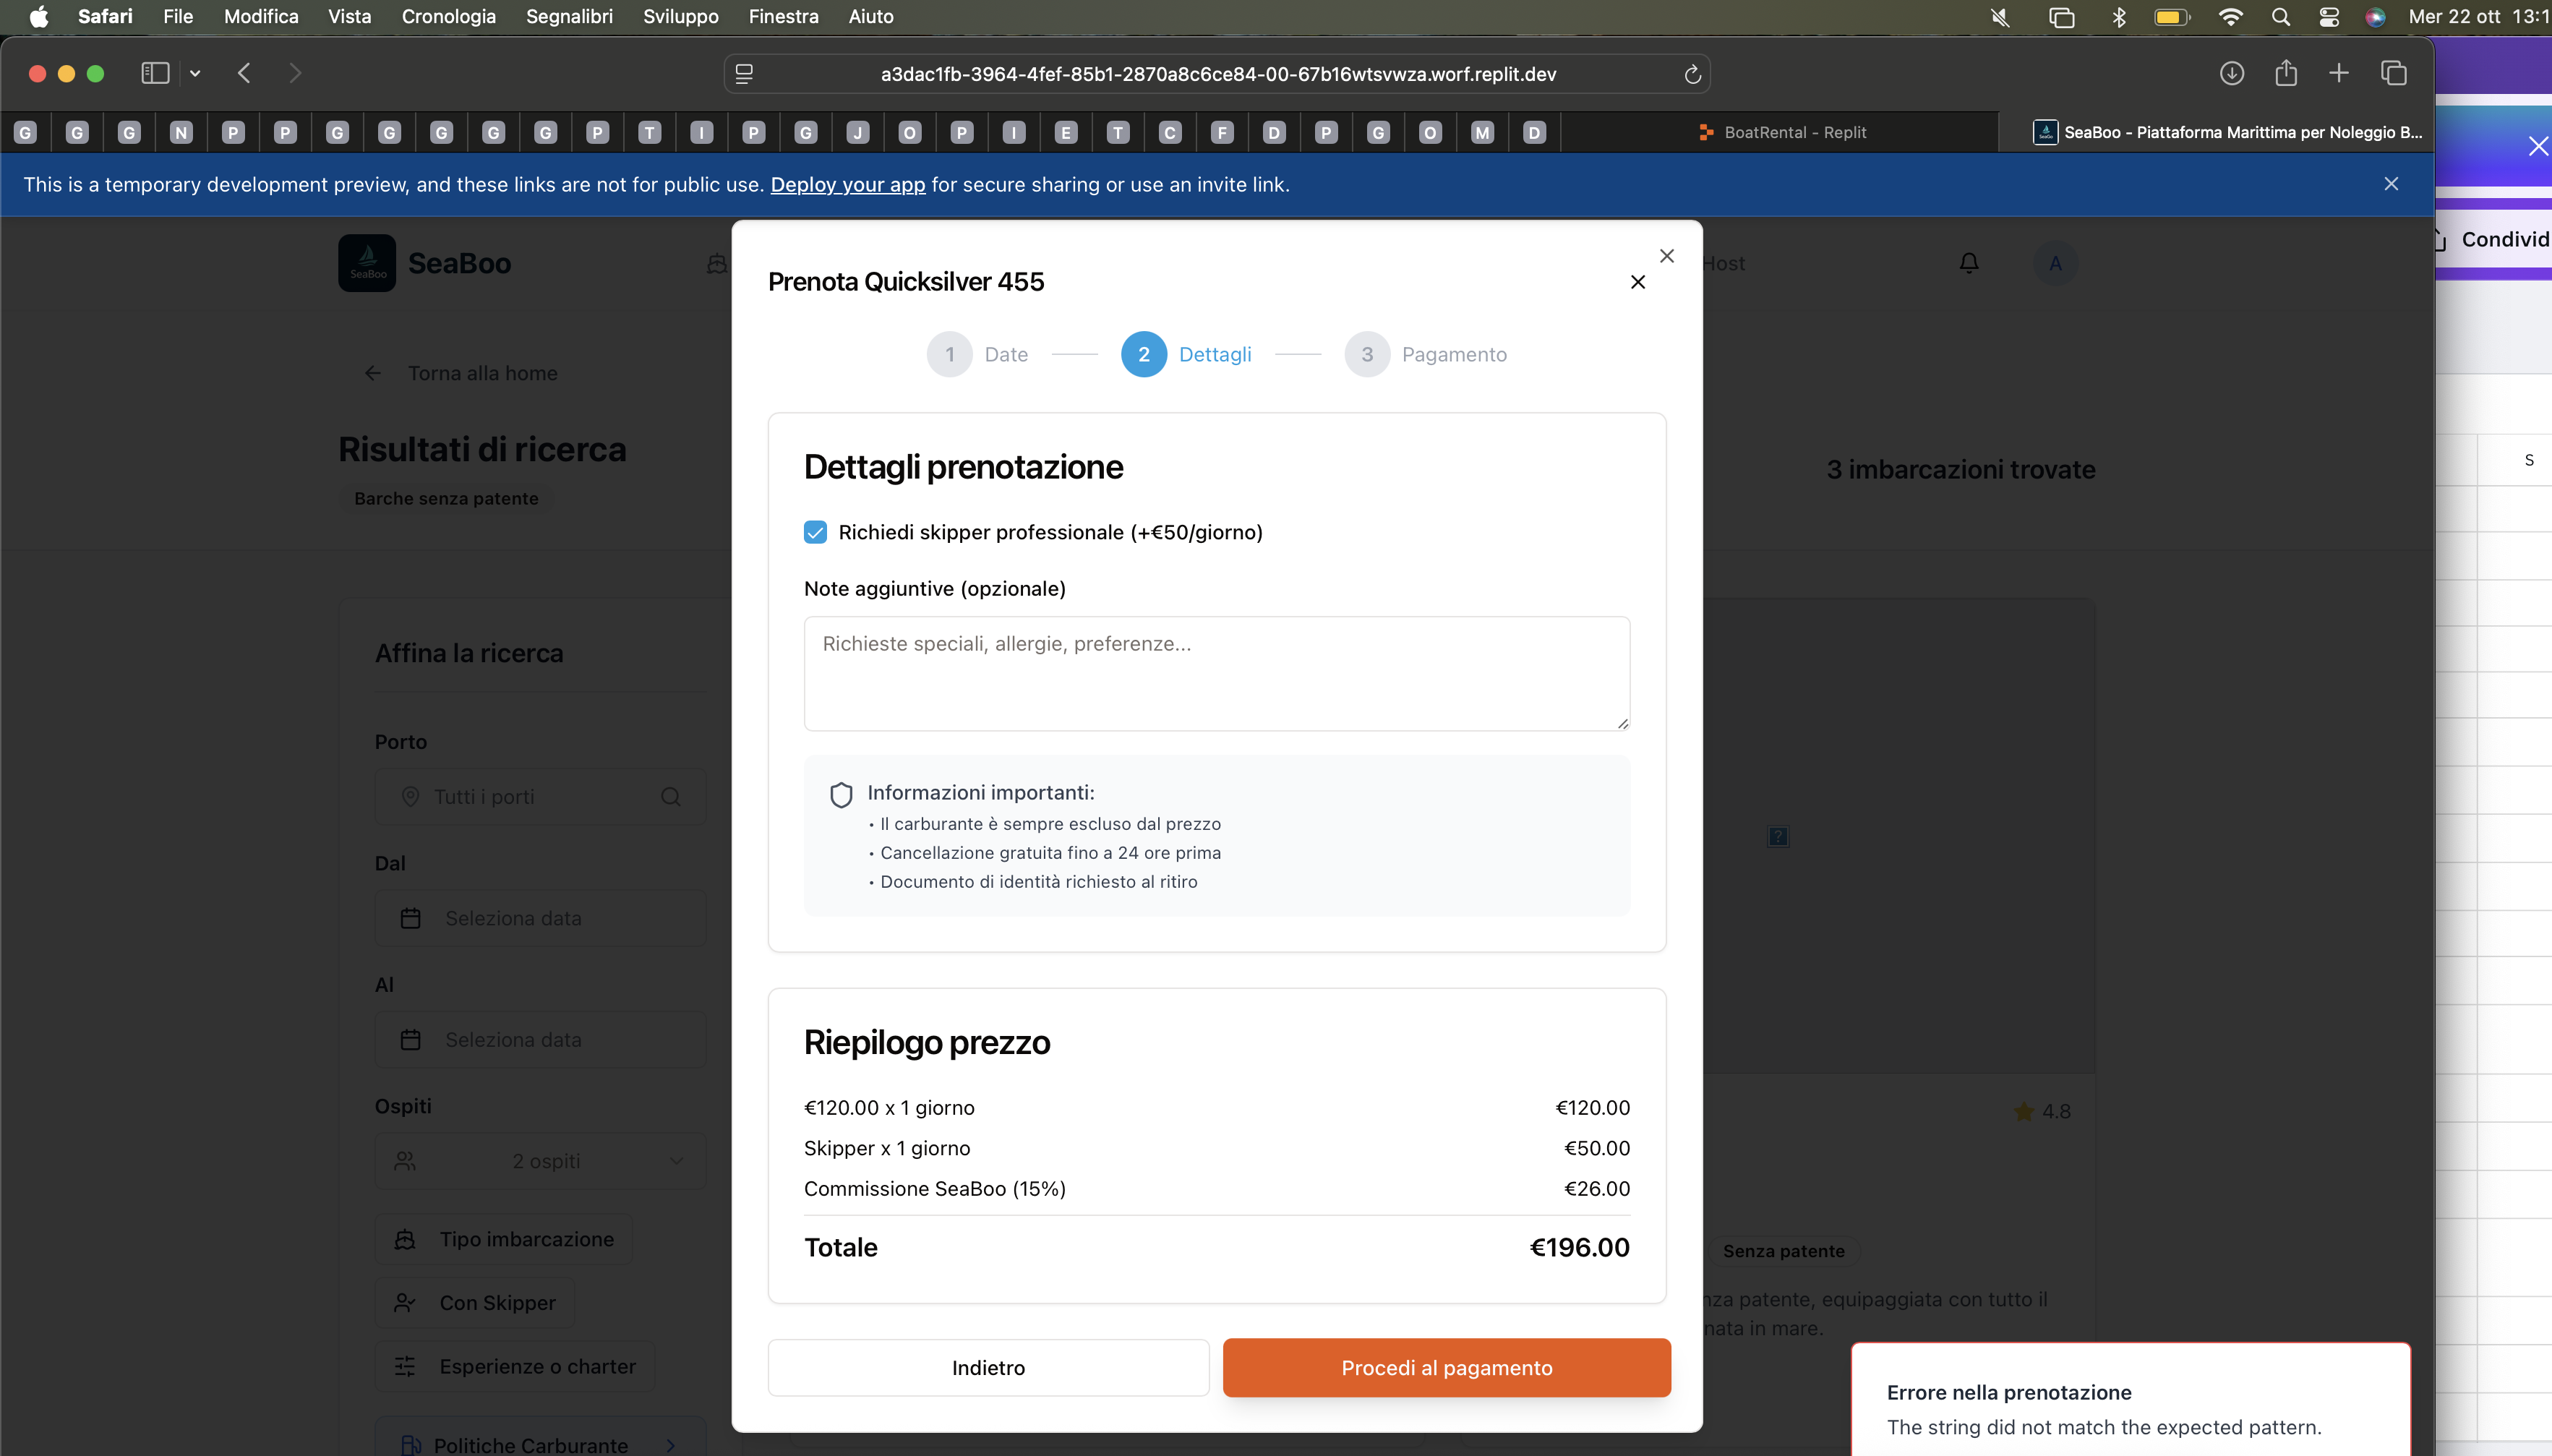 Safari File Modifica Vista Cronologia Segnalibri Sviluppo Finestra Aiuto
Mer 22 ott 13:1
a3dac1fb-3964-4fef-85b1-2870a8c6ce84-00-67b16wtsvwza.worf.replit.dev
G G G N P P G G G G G P T I P G J O P I E T C F D P G O M D
BoatRental - Replit
SeaBoo - Piattaforma Marittima per Noleggio B...
This is a temporary development preview, and these links are not for public use. Deploy your app for secure sharing or use an invite link.
Condivid
S
SeaBoo
SeaBoo
Host
A
Torna alla home
Risultati di ricerca
Barche senza patente
3 imbarcazioni trovate
Affina la ricerca
Porto
Tutti i porti
Dal
Seleziona data
Al
Seleziona data
Ospiti
2 ospiti
Tipo imbarcazione
Con Skipper
Esperienze o charter
Politiche Carburante
Prenota Quicksilver 455
1 Date
2 Dettagli
3 Pagamento
Dettagli prenotazione
Richiedi skipper professionale (+€50/giorno)
Note aggiuntive (opzionale)
Richieste speciali, allergie, preferenze...
Informazioni importanti:
• Il carburante è sempre escluso dal prezzo
• Cancellazione gratuita fino a 24 ore prima
• Documento di identità richiesto al ritiro
Riepilogo prezzo
€120.00 x 1 giorno €120.00
Skipper x 1 giorno €50.00
Commissione SeaBoo (15%) €26.00
Totale €196.00
Indietro
Procedi al pagamento
4.8
Senza patente
nza patente, equipaggiata con tutto il
nata in mare.
Errore nella prenotazione
The string did not match the expected pattern.